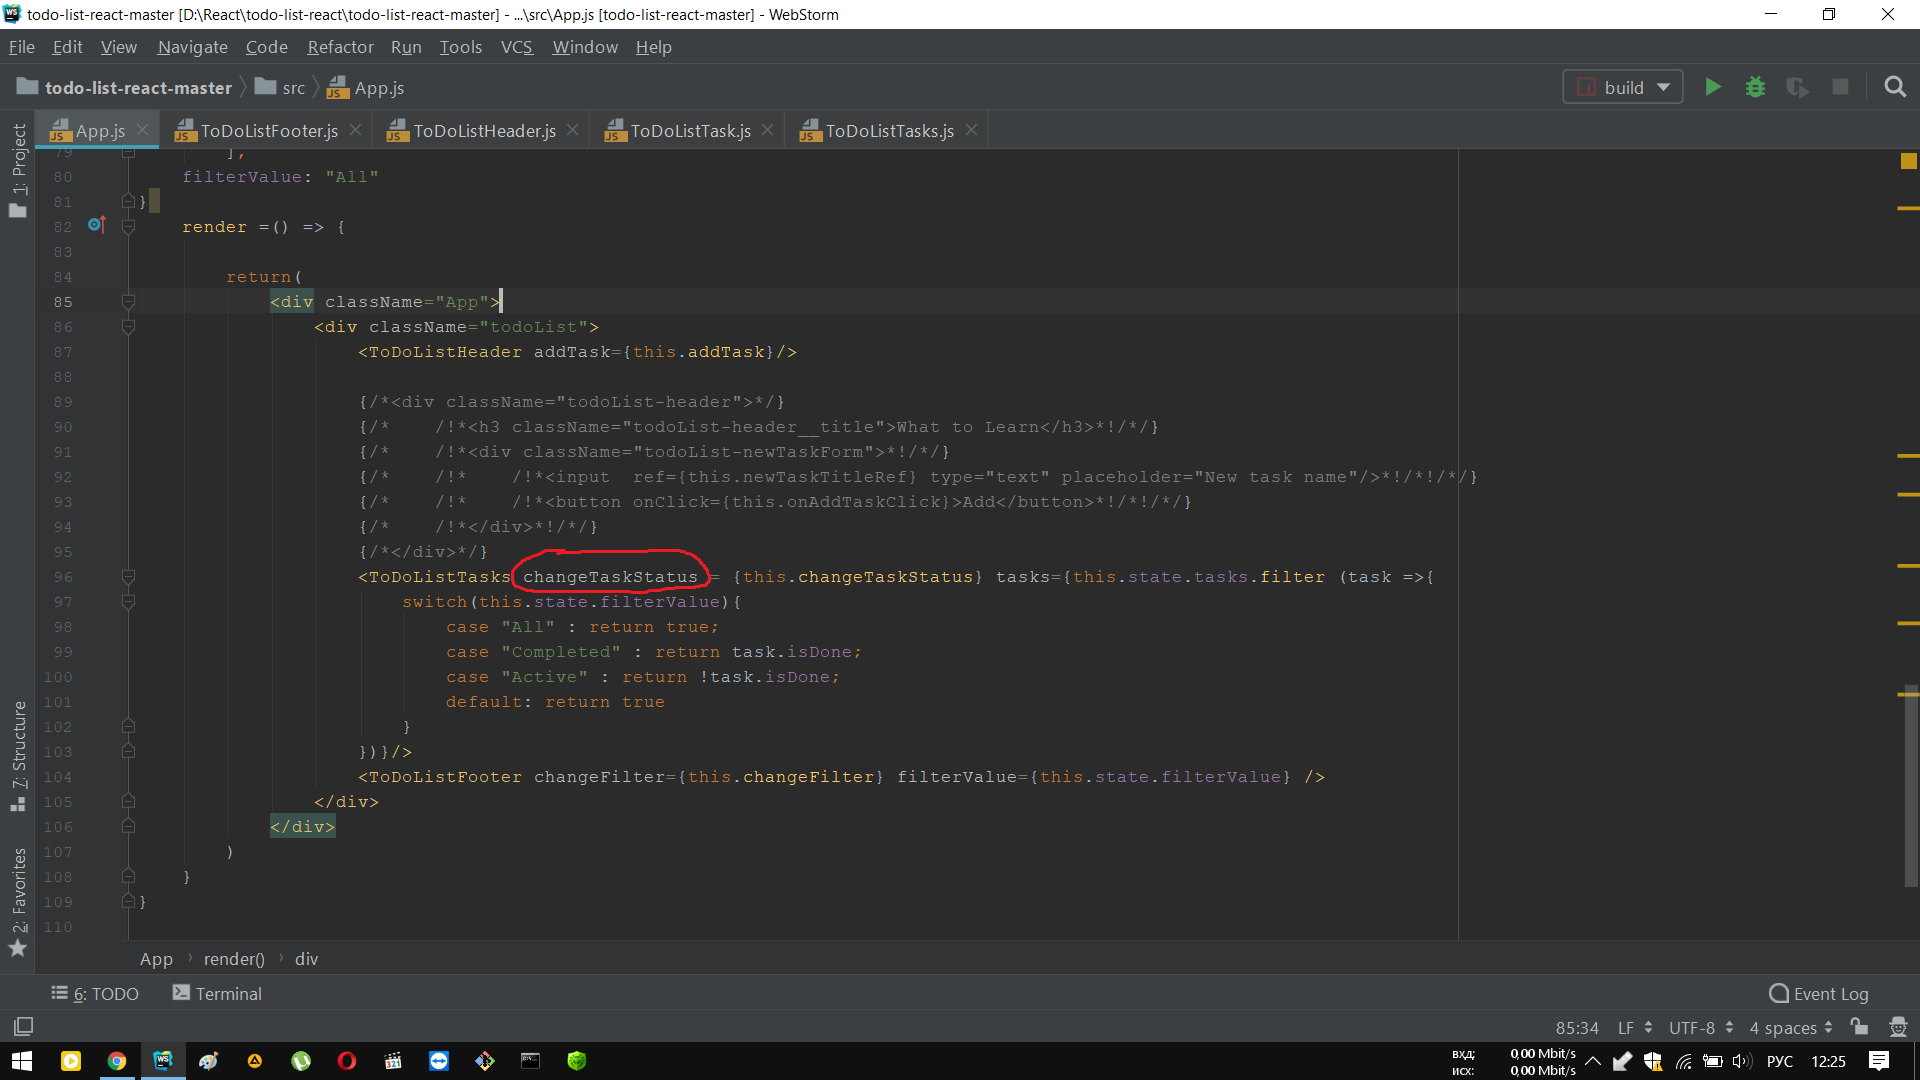 todo-list-react-master [D:\React\todo-list-react\todo-list-react-master] - ...\src\App.js [todo-list-react-master] - WebStorm
File Edit View Navigate Code Refactor Run Tools VCS Window Help
todo-list-react-master src App.js build
App.js ToDoListFooter.js ToDoListHeader.js ToDoListTask.js ToDoListTasks.js
1: Project
7: Structure
2: Favorites
79 ],
80 filterValue: "All"
81 }
82 render =() => {
83
84 return(
85 <div className="App">
86 <div className="todoList">
87 <ToDoListHeader addTask={this.addTask}/>
88
89 {/*<div className="todoList-header">*/}
90 {/* /!*<h3 className="todoList-header__title">What to Learn</h3>*!/*/}
91 {/* /!*<div className="todoList-newTaskForm">*!/*/}
92 {/* /!* /!*<input ref={this.newTaskTitleRef} type="text" placeholder="New task name"/>*!/*!/*/}
93 {/* /!* /!*<button onClick={this.onAddTaskClick}>Add</button>*!/*!/*/}
94 {/* /!*</div>*!/*/}
95 {/*</div>*/}
96 <ToDoListTasks changeTaskStatus = {this.changeTaskStatus} tasks={this.state.tasks.filter (task =>{
97 switch(this.state.filterValue){
98 case "All" : return true;
99 case "Completed" : return task.isDone;
100 case "Active" : return !task.isDone;
101 default: return true
102 }
103 })}/>
104 <ToDoListFooter changeFilter={this.changeFilter} filterValue={this.state.filterValue} />
105 </div>
106 </div>
107 )
108 }
109 }
110
App render() div
6: TODO Terminal Event Log
85:34 LF UTF-8 4 spaces
вхд: 0,00 Mbit/s
исх: 0,00 Mbit/s
РУС 12:25